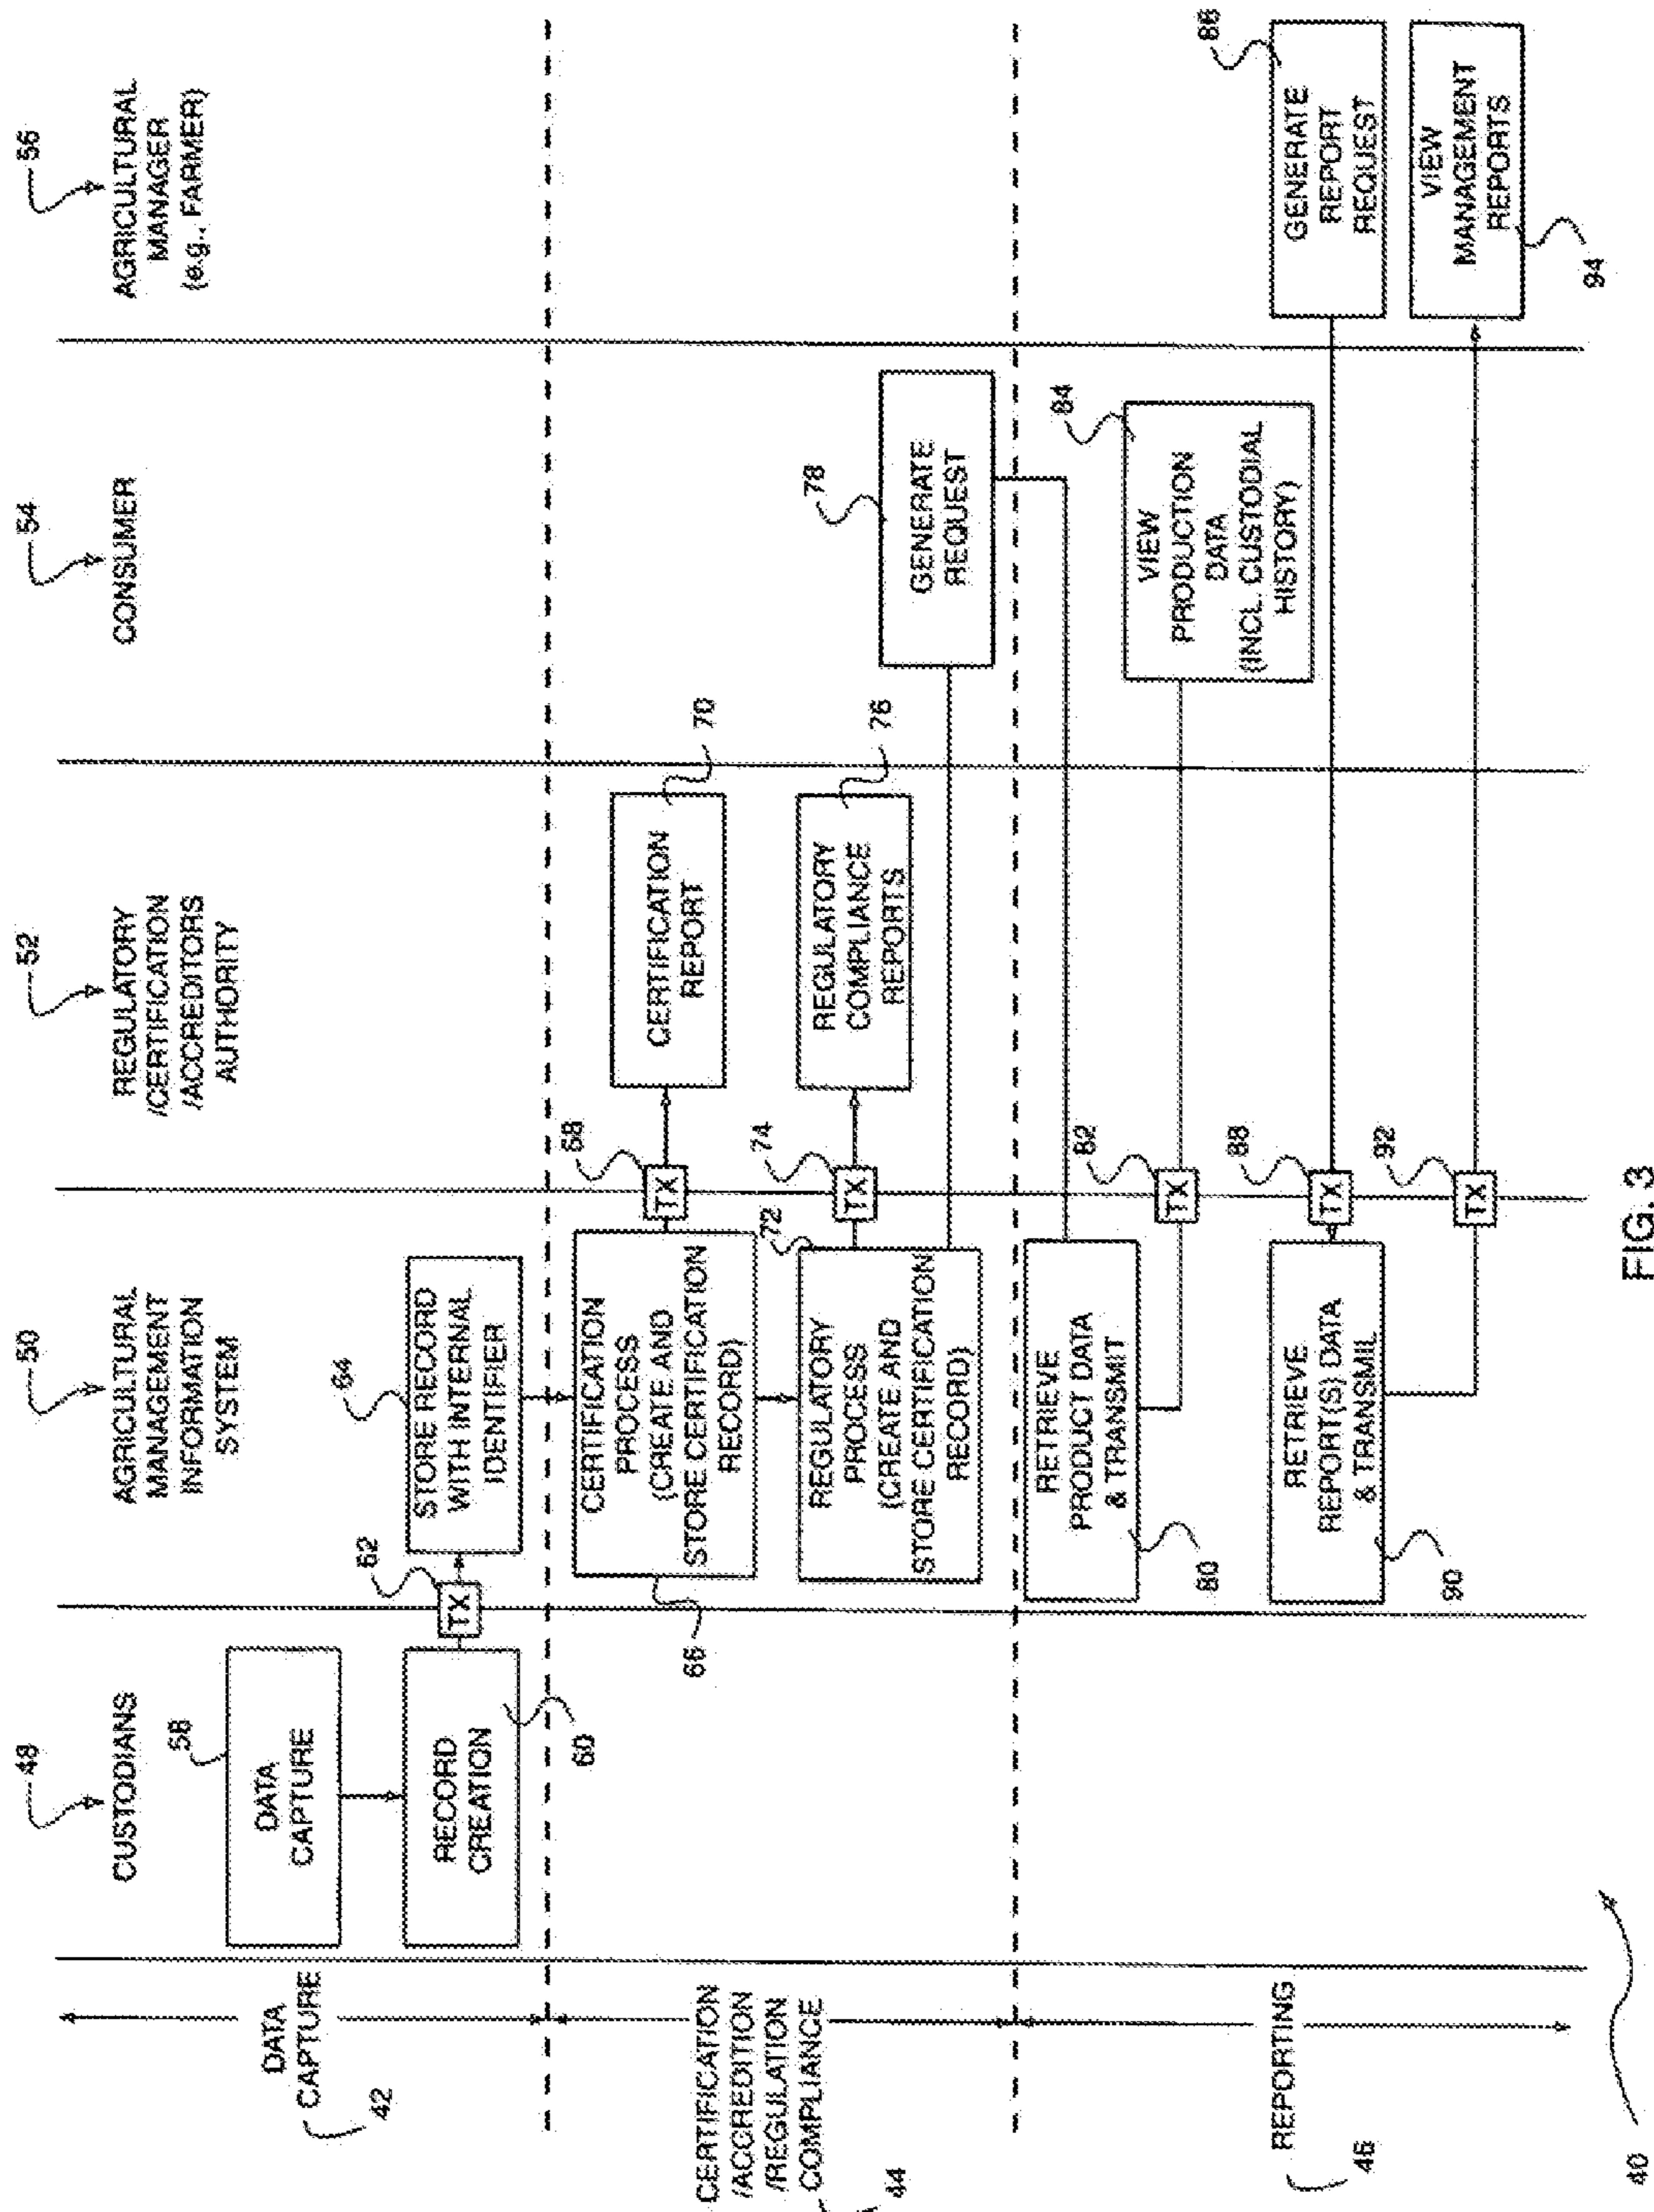 48
CUSTODIANS
50
AGRICULTURAL
MANAGEMENT
INFORMATION
SYSTEM
52
REGULATORY
/CERTIFICATION
/ACCREDITORS
AUTHORITY
54
CONSUMER
56
AGRICULTURAL
MANAGER
(e.g., FARMER)
DATA
CAPTURE
42
58
DATA
CAPTURE
RECORD
CREATION
60
62
TX
64
STORE RECORD
WITH INTERNAL
IDENTIFIER
CERTIFICATION
/ACCREDITION
/REGULATION
COMPLIANCE
44
66
CERTIFICATION
PROCESS
(CREATE AND
STORE CERTIFICATION
RECORD)
68
TX
70
CERTIFICATION
REPORT
72
REGULATORY
PROCESS
(CREATE AND
STORE CERTIFICATION
RECORD)
74
TX
76
REGULATORY
COMPLIANCE
REPORTS
78
GENERATE
REQUEST
REPORTING
46
RETRIEVE
PRODUCT DATA
& TRANSMIT
80
82
TX
84
VIEW
PRODUCTION
DATA
(INCL. CUSTODIAL
HISTORY)
86
GENERATE
REPORT
REQUEST
88
TX
RETRIEVE
REPORT(S) DATA
& TRANSMIL
90
92
TX
VIEW
MANAGEMENT
REPORTS
94
40
FIG. 3